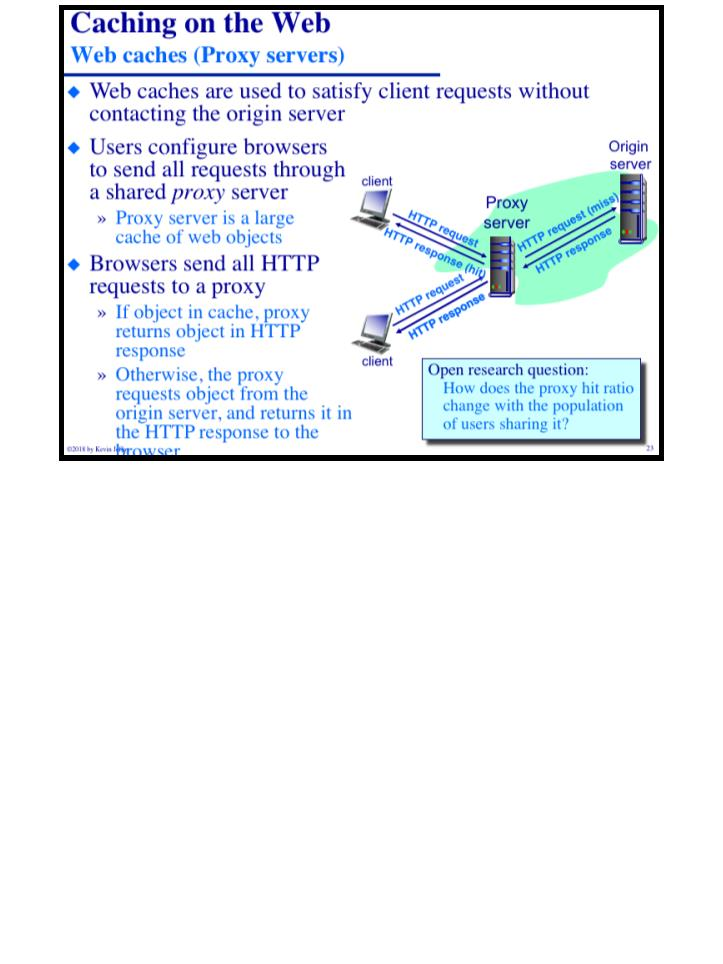 Caching on the Web
Web caches (Proxy servers)
◆ Web caches are used to satisfy client requests without
contacting the origin server
◆ Users configure browsers
to send all requests through
a shared proxy server
» Proxy server is a large
cache of web objects
◆ Browsers send all HTTP
requests to a proxy
» If object in cache, proxy
returns object in HTTP
response
» Otherwise, the proxy
requests object from the
origin server, and returns it in
the HTTP response to the
browser
client
Proxy
server
Origin
server
HTTP request
HTTP response (hit)
HTTP request (miss)
HTTP response
HTTP request
HTTP response
client
Open research question:
How does the proxy hit ratio
change with the population
of users sharing it?
©2018 by Kevin
23